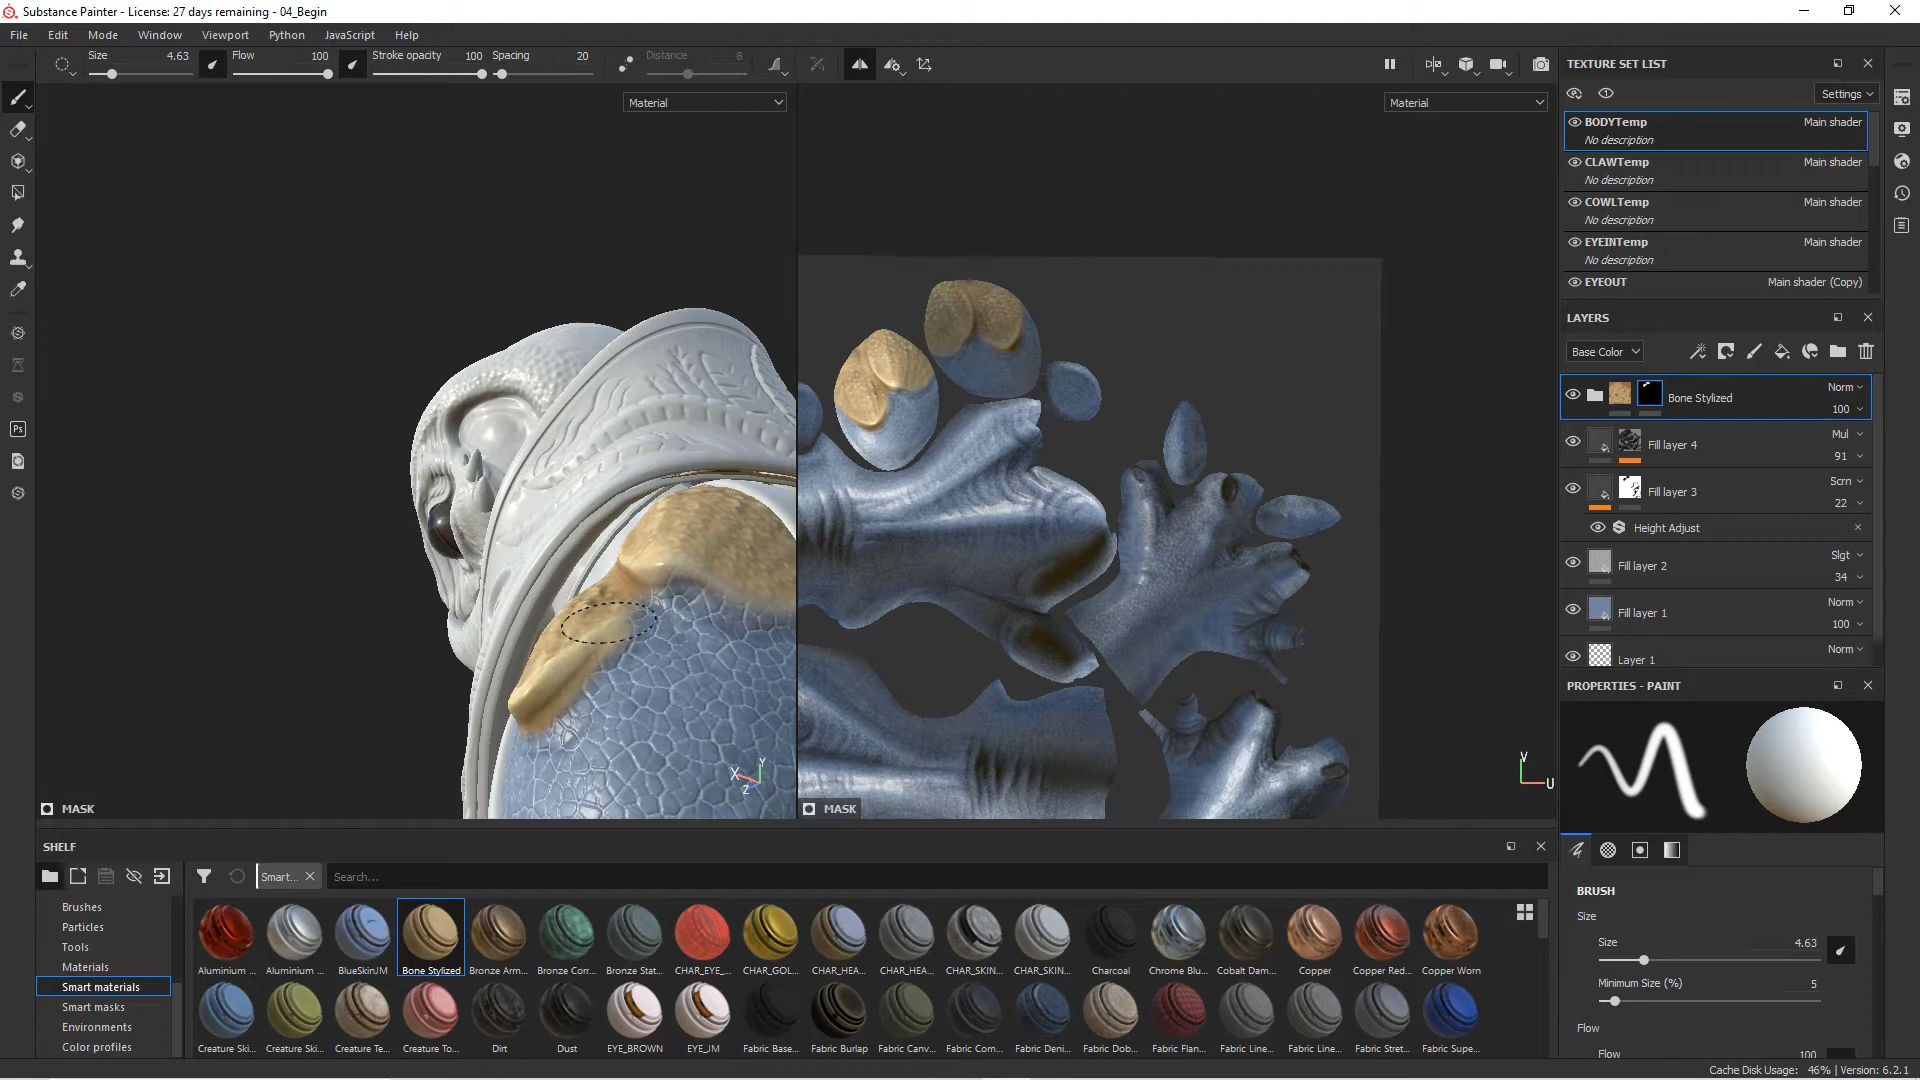 Substance Painter - License: 27 days remaining - 04_Begin
File Edit Mode Window Viewport Python JavaScript Help
Size 4.63 Flow 100 Stroke opacity 100 Spacing 20 Distance 8
Material
Material
MASK
MASK
X Y Z
V U
TEXTURE SET LIST
Settings
BODYTemp Main shader
No description
CLAWTemp Main shader
No description
COWLTemp Main shader
No description
EYEINTemp Main shader
No description
EYEOUT Main shader (Copy)
LAYERS
Base Color
Bone Stylized Norm 100
Fill layer 4 Mul 91
Fill layer 3 Scrn 22
Height Adjust
Fill layer 2 Slgt 34
Fill layer 1 Norm 100
Layer 1 Norm
PROPERTIES - PAINT
BRUSH
Size
Size 4.63
Minimum Size (%) 5
Flow
Flow 100
Ps
SHELF
Smart... Search...
Brushes
Particles
Tools
Materials
Smart materials
Smart masks
Environments
Color profiles
Aluminium ... Aluminium ... BlueSkinJM Bone Stylized Bronze Arm... Bronze Corr... Bronze Stat... CHAR_EYE_... CHAR_GOL... CHAR_HEA... CHAR_HEA... CHAR_SKIN... CHAR_SKIN... Charcoal Chrome Blu... Cobalt Dam... Copper Copper Red... Copper Worn
Creature Ski... Creature Ski... Creature Te... Creature To... Dirt Dust EYE_BROWN EYE_JM Fabric Base... Fabric Burlap Fabric Canv... Fabric Com... Fabric Deni... Fabric Dob... Fabric Flan... Fabric Line... Fabric Line... Fabric Stret... Fabric Supe...
Cache Disk Usage: 46% | Version: 6.2.1